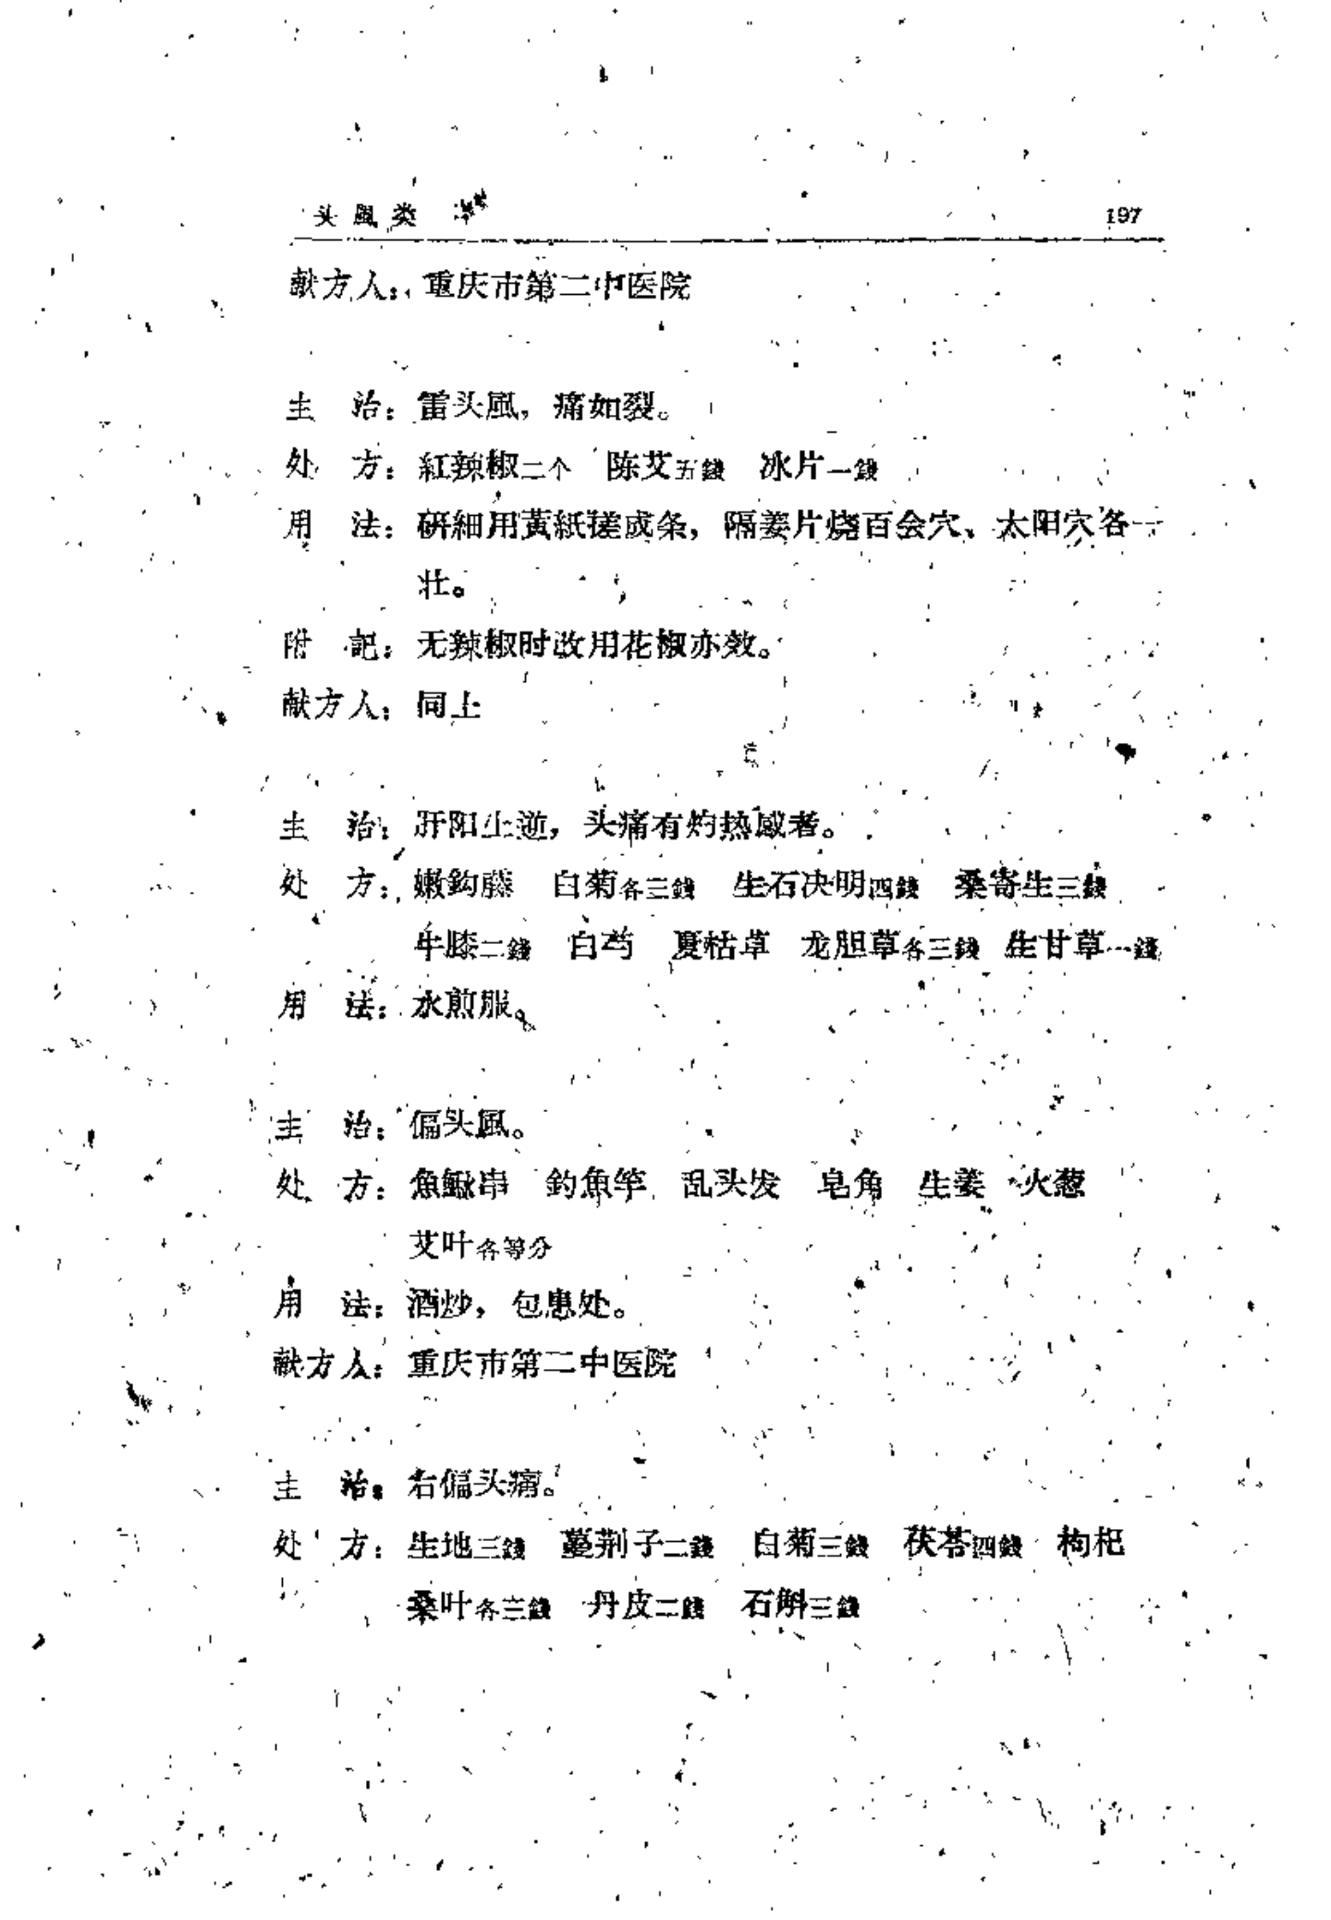 头風类 197
献方人：重庆市第二中医院
主　治：雷头風，痛如裂。
处　方：紅辣椒二个　陈艾五錢　冰片一錢
用　法：研細用黃紙搓成条，隔姜片烧百会穴、太阳穴各一
壮。
附　記：无辣椒时改用花椒亦效。
献方人：同上
主　治：肝阳上逆，头痛有灼热感者。
处　方：嫩鈎藤　白菊各三錢　生石决明四錢　桑寄生三錢
牛膝二錢　白芍　夏枯草　龙胆草各三錢　生甘草一錢
用　法：水煎服。
主　治：偏头風。
处　方：魚鰍串　釣魚竿　乱头发　皂角　生姜　火葱
艾叶各等分
用　法：酒炒，包患处。
献方人：重庆市第二中医院
主　治：右偏头痛。
处　方：生地三錢　蔓荆子二錢　白菊三錢　茯苓四錢　枸杞
桑叶各三錢　丹皮二錢　石斛三錢